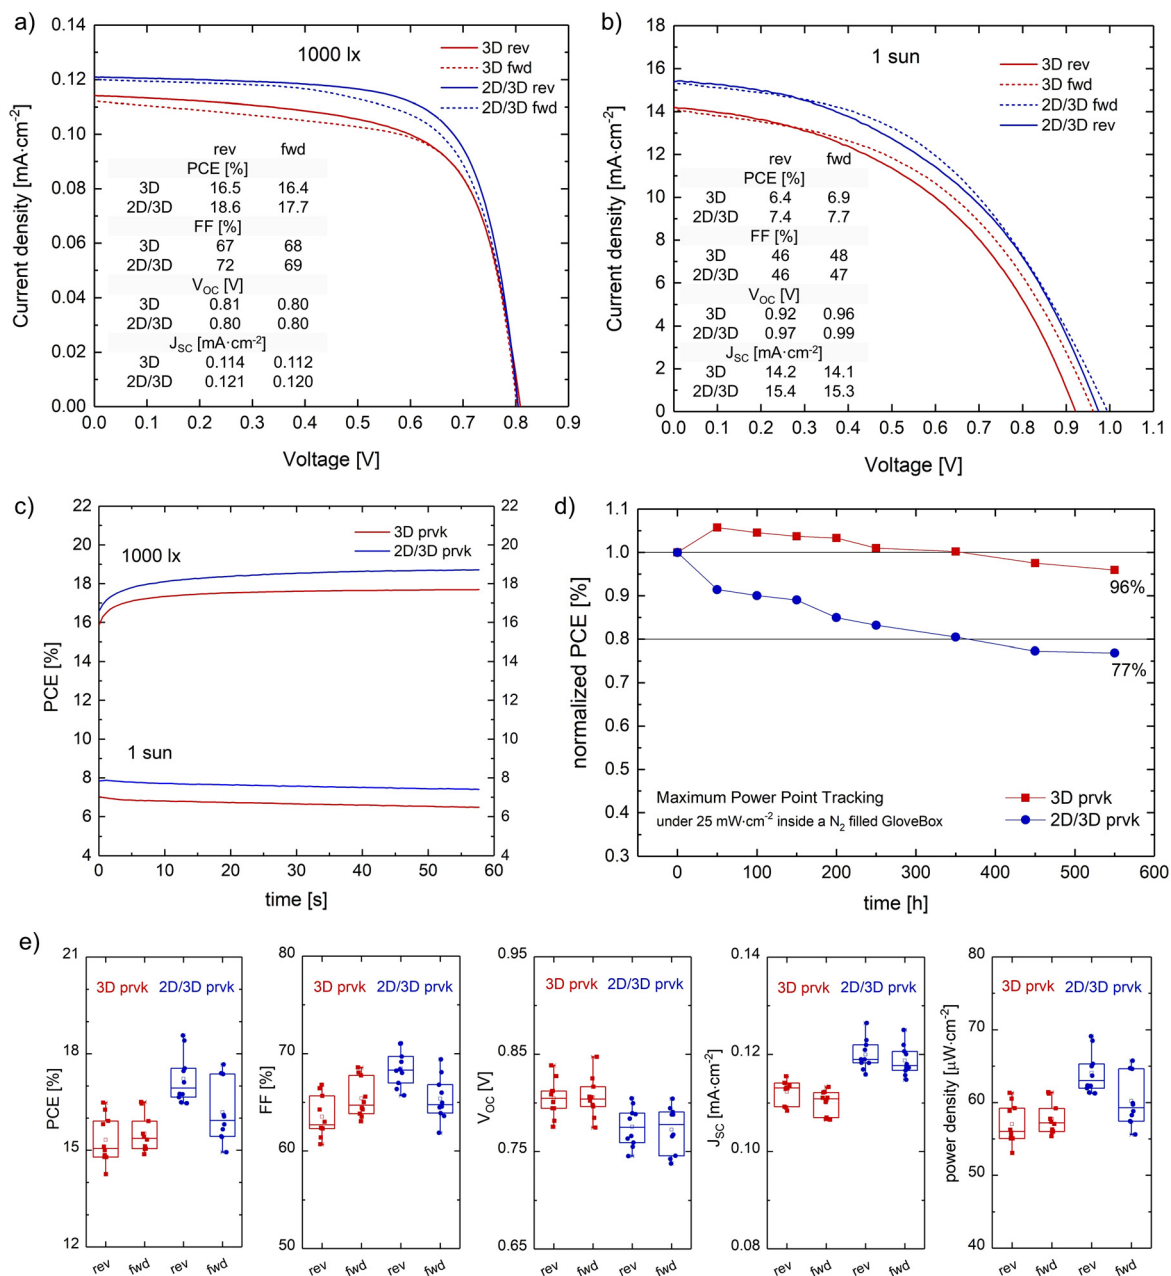 a)
1000 lx
3D rev
3D fwd
2D/3D rev
2D/3D fwd
rev fwd
PCE [%]
3D 16.5 16.4
2D/3D 18.6 17.7
FF [%]
3D 67 68
2D/3D 72 69
V_OC [V]
3D 0.81 0.80
2D/3D 0.80 0.80
J_SC [mA·cm⁻²]
3D 0.114 0.112
2D/3D 0.121 0.120
Current density [mA·cm⁻²]
0.14
0.12
0.10
0.08
0.06
0.04
0.02
0.00
0.0 0.1 0.2 0.3 0.4 0.5 0.6 0.7 0.8 0.9
Voltage [V]
b)
1 sun
3D rev
3D fwd
2D/3D fwd
2D/3D rev
rev fwd
PCE [%]
3D 6.4 6.9
2D/3D 7.4 7.7
FF [%]
3D 46 48
2D/3D 46 47
V_OC [V]
3D 0.92 0.96
2D/3D 0.97 0.99
J_SC [mA·cm⁻²]
3D 14.2 14.1
2D/3D 15.4 15.3
Current density [mA·cm⁻²]
18
16
14
12
10
8
6
4
2
0
0.0 0.1 0.2 0.3 0.4 0.5 0.6 0.7 0.8 0.9 1.0 1.1
Voltage [V]
c)
3D prvk
2D/3D prvk
1000 lx
1 sun
PCE [%]
22 22
20 20
18 18
16 16
14 14
12 12
10 10
8 8
6 6
4 4
0 10 20 30 40 50 60
time [s]
d)
normalized PCE [%]
1.1
1.0
0.9
0.8
0.7
0.6
0.5
0.4
0.3
96%
77%
Maximum Power Point Tracking
under 25 mW·cm⁻² inside a N₂ filled GloveBox
3D prvk
2D/3D prvk
0 100 200 300 400 500 600
time [h]
e)
PCE [%]
21
18
15
12
3D prvk 2D/3D prvk
rev fwd rev fwd
FF [%]
80
70
60
50
3D prvk 2D/3D prvk
rev fwd rev fwd
V_OC [V]
0.95
0.85
0.75
0.65
3D prvk 2D/3D prvk
rev fwd rev fwd
J_SC [mA·cm⁻²]
0.14
0.12
0.10
0.08
3D prvk 2D/3D prvk
rev fwd rev fwd
power density [µW·cm⁻²]
80
70
60
50
40
3D prvk 2D/3D prvk
rev fwd rev fwd